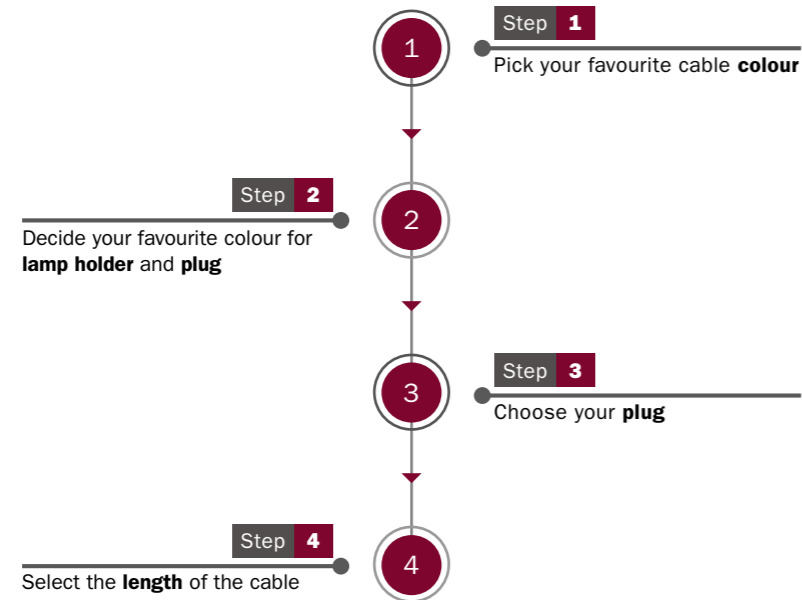 1
Step 1
Pick your favourite cable colour
Step 2
2
Decide your favourite colour for
lamp holder and plug
3
Step 3
Choose your plug
Step 4
4
Select the length of the cable